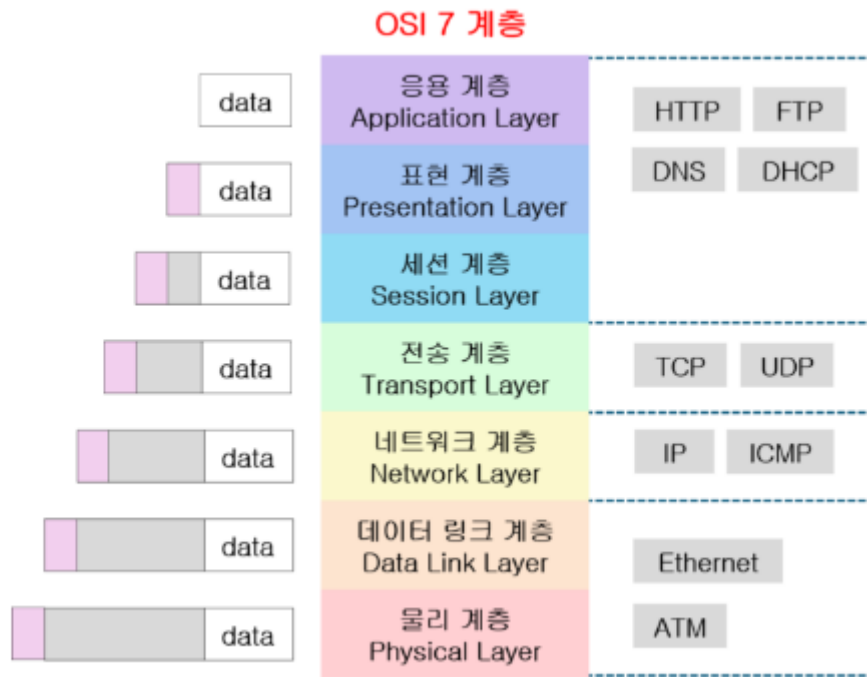 OSI 7 계층
data
응용 계층
Application Layer
HTTP FTP
data
표현 계층
Presentation Layer
DNS DHCP
data
세션 계층
Session Layer
data
전송 계층
Transport Layer
TCP UDP
data
네트워크 계층
Network Layer
IP ICMP
data
데이터 링크 계층
Data Link Layer
Ethernet
data
물리 계층
Physical Layer
ATM